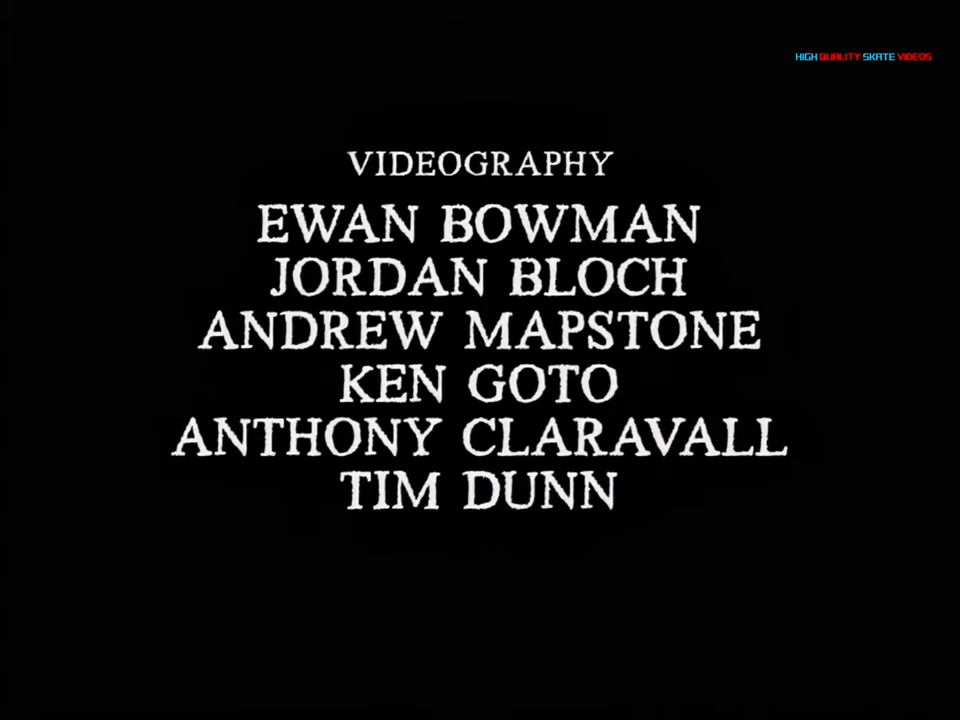 HIGH QUALITY SKATE VIDEOS
VIDEOGRAPHY
EWAN BOWMAN
JORDAN BLOCH
ANDREW MAPSTONE
KEN GOTO
ANTHONY CLARAVALL
TIM DUNN